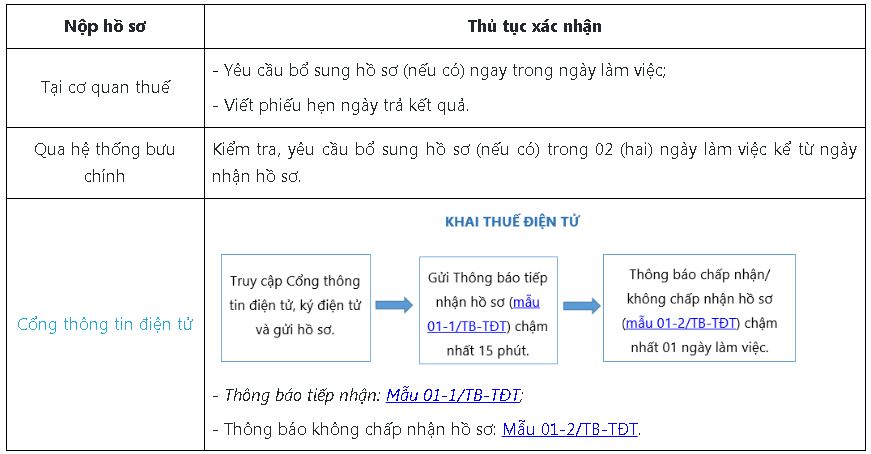 Nộp hồ sơ
Thủ tục xác nhận
Tại cơ quan thuế
- Yêu cầu bổ sung hồ sơ (nếu có) ngay trong ngày làm việc;
- Viết phiếu hẹn ngày trả kết quả.
Qua hệ thống bưu
chính
Kiểm tra, yêu cầu bổ sung hồ sơ (nếu có) trong 02 (hai) ngày làm việc kể từ ngày
nhận hồ sơ.
Cổng thông tin điện tử
KHAI THUẾ ĐIỆN TỬ
Truy cập Cổng thông
tin điện tử, ký điện tử
và gửi hồ sơ.
Gửi Thông báo tiếp
nhận hồ sơ (mẫu
01-1/TB-TĐT) chậm
nhất 15 phút.
Thông báo chấp nhận/
không chấp nhận hồ sơ
(mẫu 01-2/TB-TĐT) chậm
nhất 01 ngày làm việc.
- Thông báo tiếp nhận: Mẫu 01-1/TB-TĐT;
- Thông báo không chấp nhận hồ sơ: Mẫu 01-2/TB-TĐT.